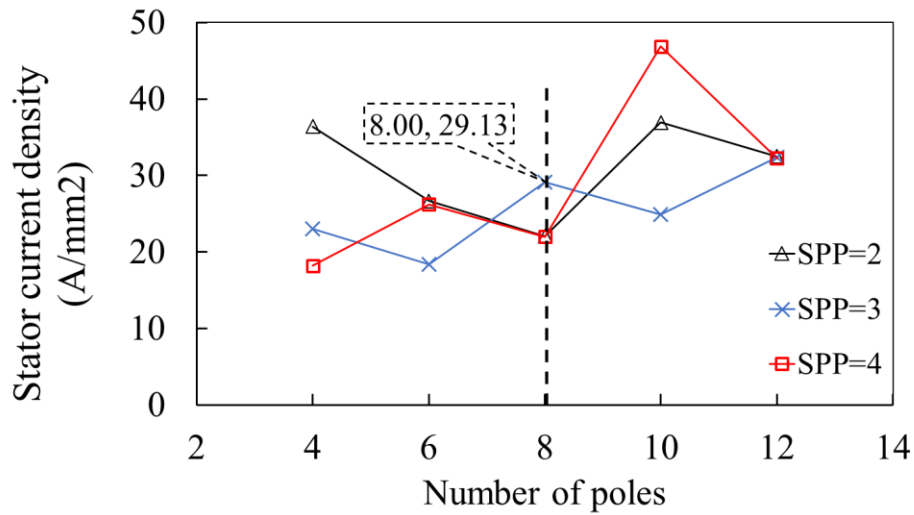 Stator current density
(A/mm2)
50
40
30
20
10
0
8.00, 29.13
SPP=2
SPP=3
SPP=4
2 4 6 8 10 12 14
Number of poles